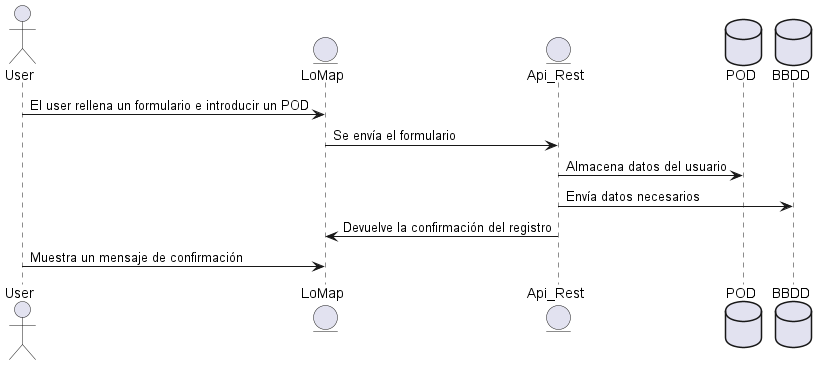 User
LoMap
Api_Rest
POD
BBDD
El user rellena un formulario e introducir un POD
Se envía el formulario
Almacena datos del usuario
Envía datos necesarios
Devuelve la confirmación del registro
Muestra un mensaje de confirmación
User
LoMap
Api_Rest
POD
BBDD